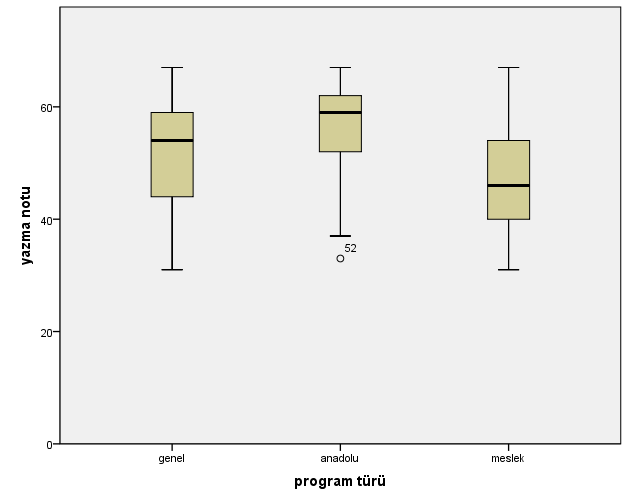 60
40
20
0
52
genel
anadolu
meslek
yazma notu
program türü